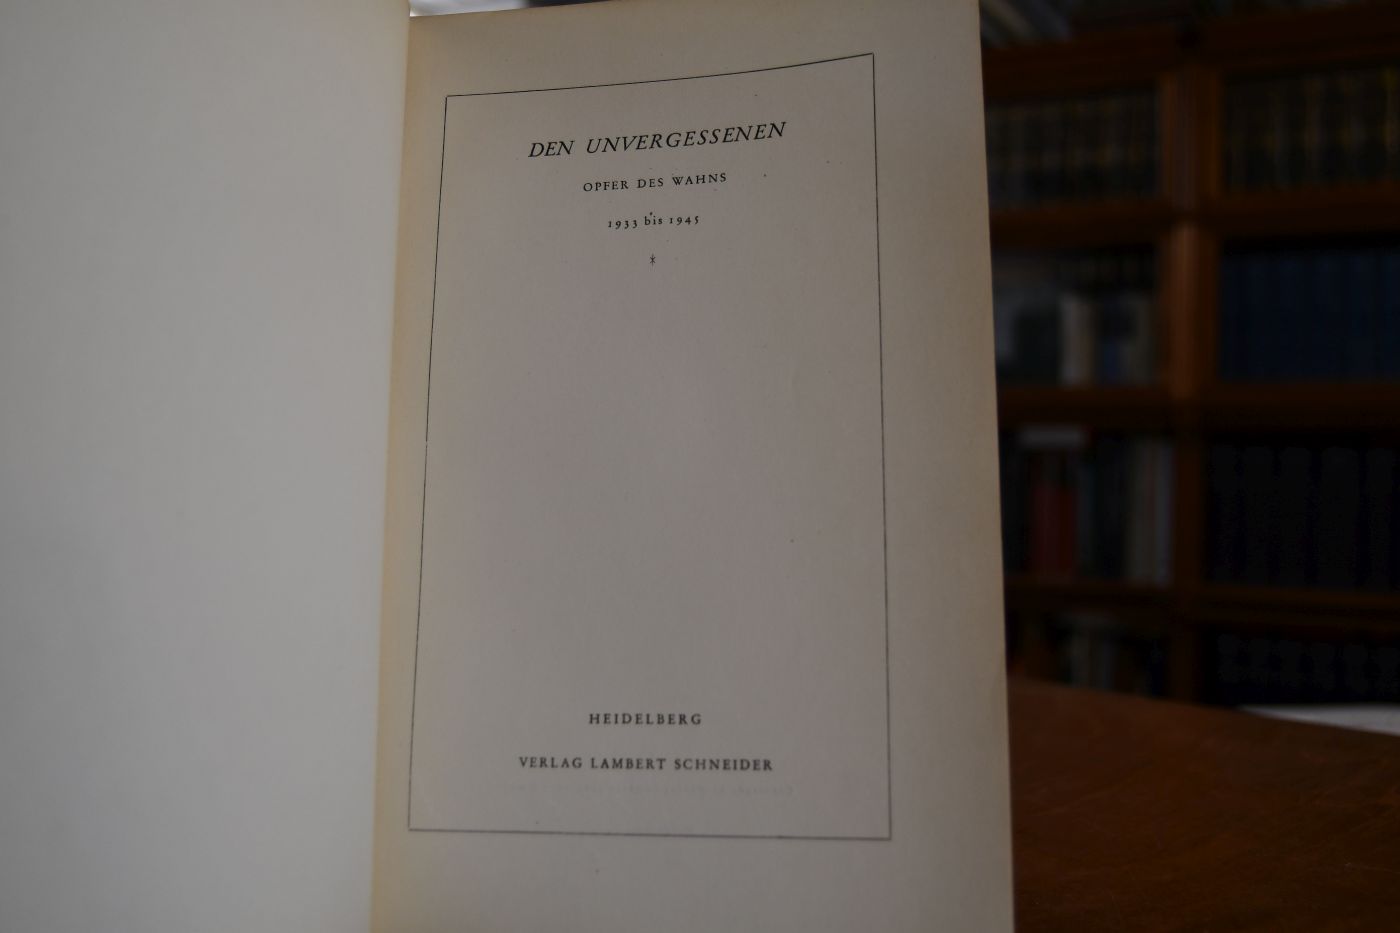 DEN UNVERGESSENEN
OPFER DES WAHNS
1933 bis 1945
*
HEIDELBERG
VERLAG LAMBERT SCHNEIDER